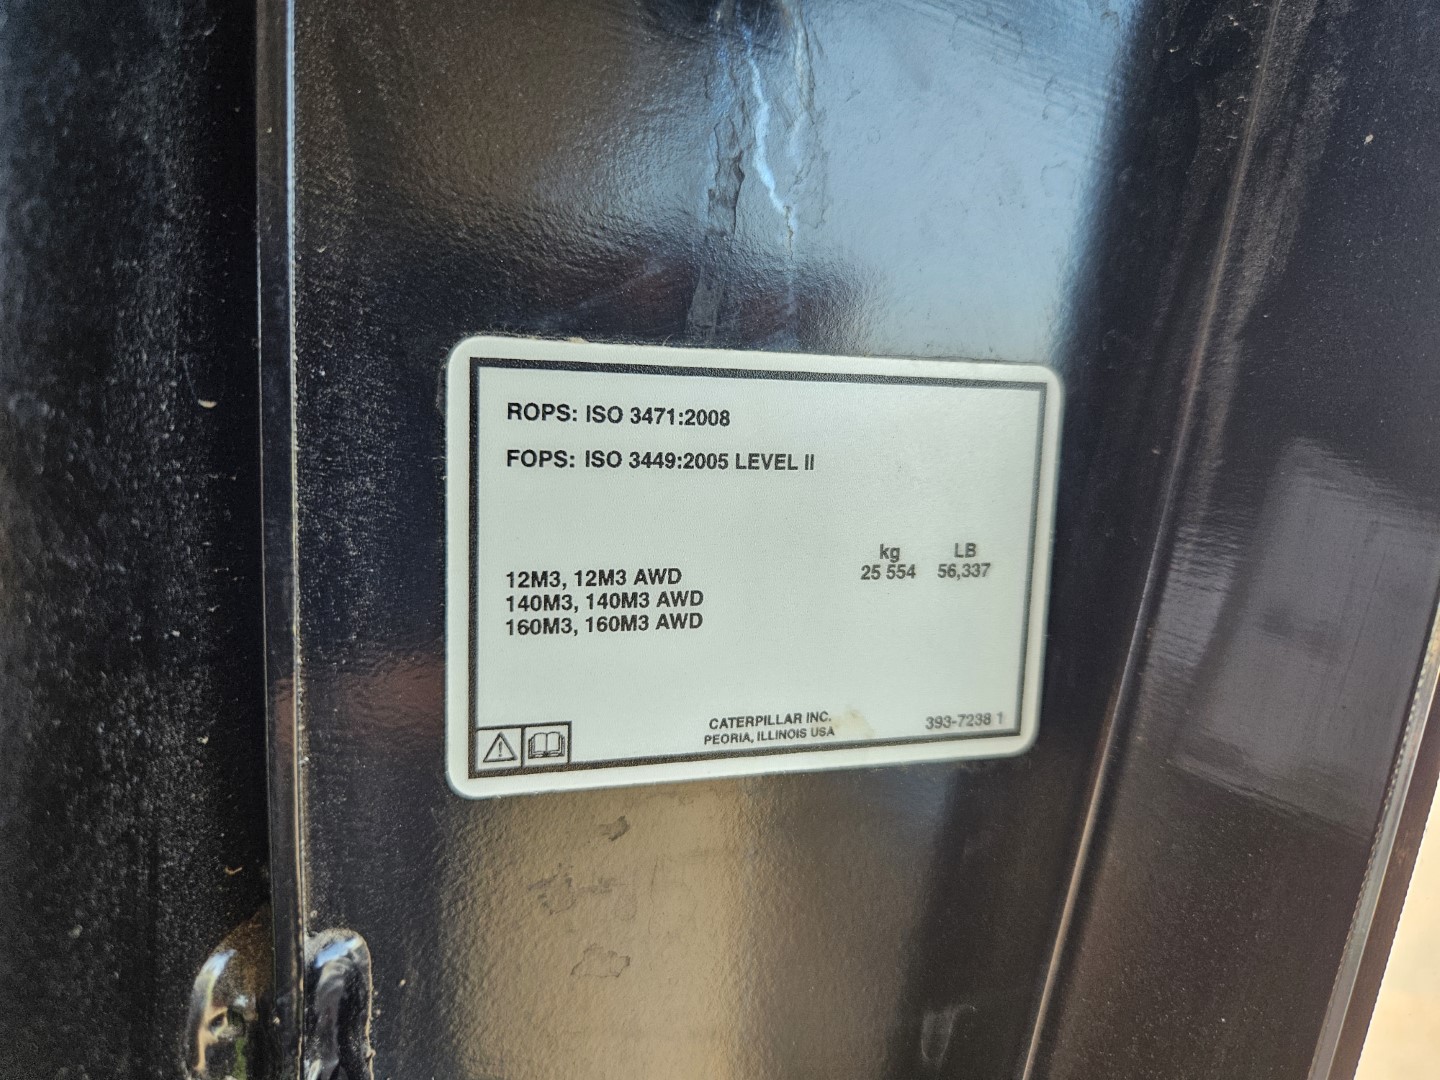 ROPS: ISO 3471:2008
FOPS: ISO 3449:2005 LEVEL II
kg LB
12M3, 12M3 AWD 25 554 56,337
140M3, 140M3 AWD
160M3, 160M3 AWD
CATERPILLAR INC. 393-7238 1
PEORIA, ILLINOIS USA